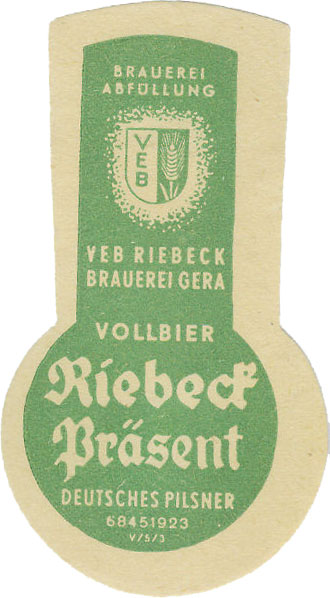 BRAUEREI
ABFÜLLUNG
VEB
VEB RIEBECK
BRAUEREI GERA
VOLLBIER
Riebeck
Präsent
DEUTSCHES PILSNER
68451923
V/5/3